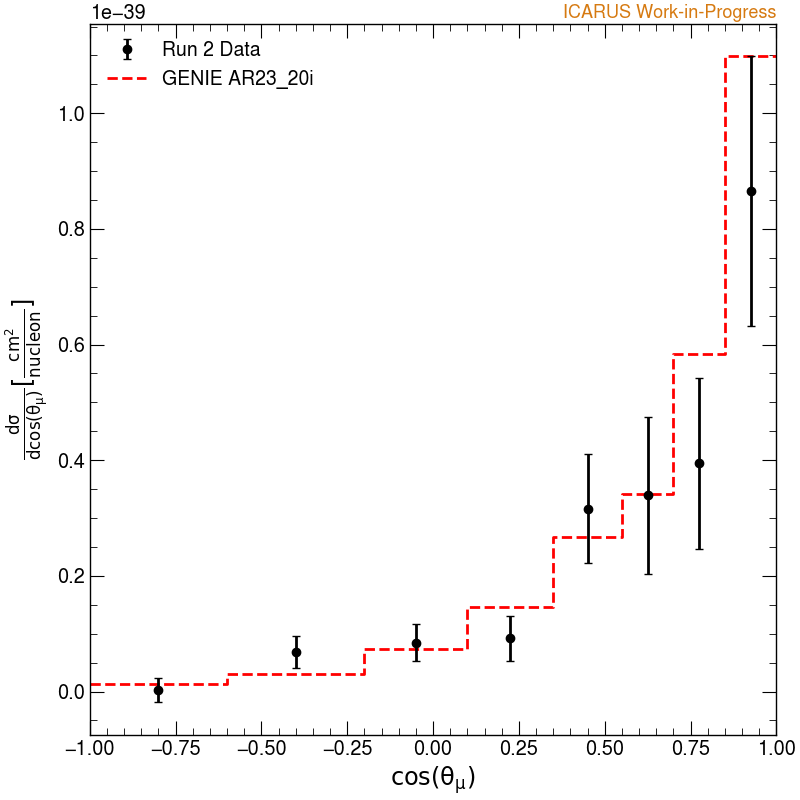 1e−39
ICARUS Work-in-Progress
Run 2 Data
GENIE AR23_20i
1.0
0.8
0.6
0.4
0.2
0.0
dσ/dcos(θμ) [cm²/nucleon]
−1.00 −0.75 −0.50 −0.25 0.00 0.25 0.50 0.75 1.00
cos(θμ)